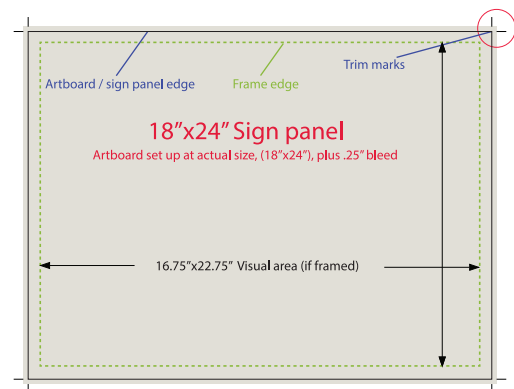 Trim marks
Artboard / sign panel edge
Frame edge
18”x24” Sign panel
Artboard set up at actual size, (18”x24”), plus .25” bleed
16.75”x22.75” Visual area (if framed)